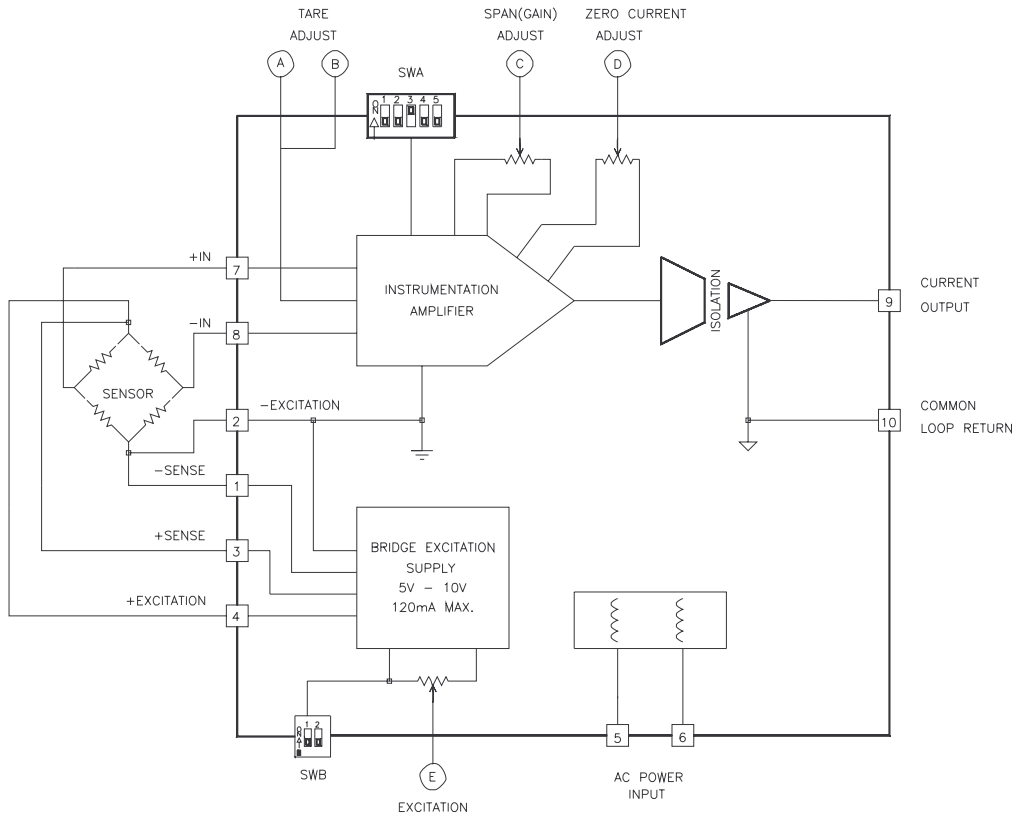 TARE
ADJUST
SPAN(GAIN)
ADJUST
ZERO CURRENT
ADJUST
A
B
C
D
SWA
ON
1 2 3 4 5
+IN
7
INSTRUMENTATION
AMPLIFIER
ISOLATION
9
CURRENT
OUTPUT
-IN
8
SENSOR
-EXCITATION
2
10
COMMON
LOOP RETURN
-SENSE
1
+SENSE
3
BRIDGE EXCITATION
SUPPLY
5V - 10V
120mA MAX.
+EXCITATION
4
ON
1 2
SWB
E
EXCITATION
5
6
AC POWER
INPUT